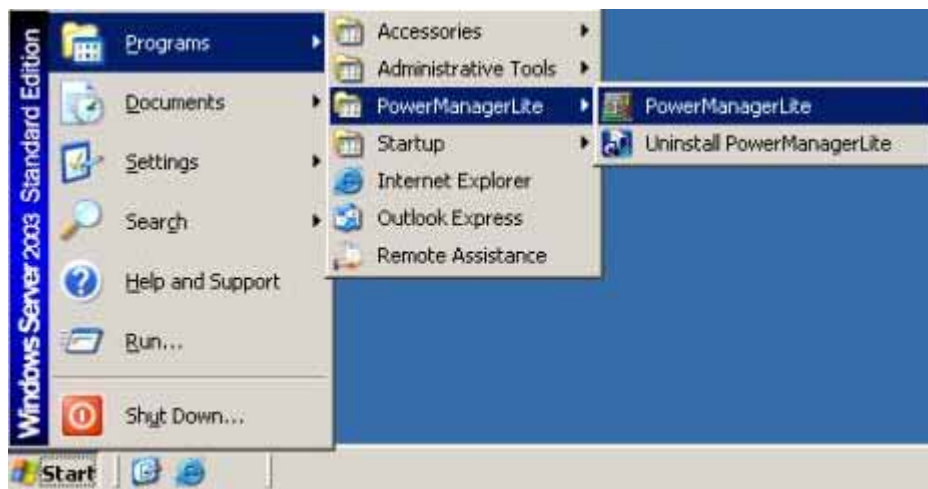 Windows Server 2003 Standard Edition
Programs
Documents
Settings
Search
Help and Support
Run...
Shut Down...
Accessories
Administrative Tools
PowerManagerLite
Startup
Internet Explorer
Outlook Express
Remote Assistance
PowerManagerLite
Uninstall PowerManagerLite
Start